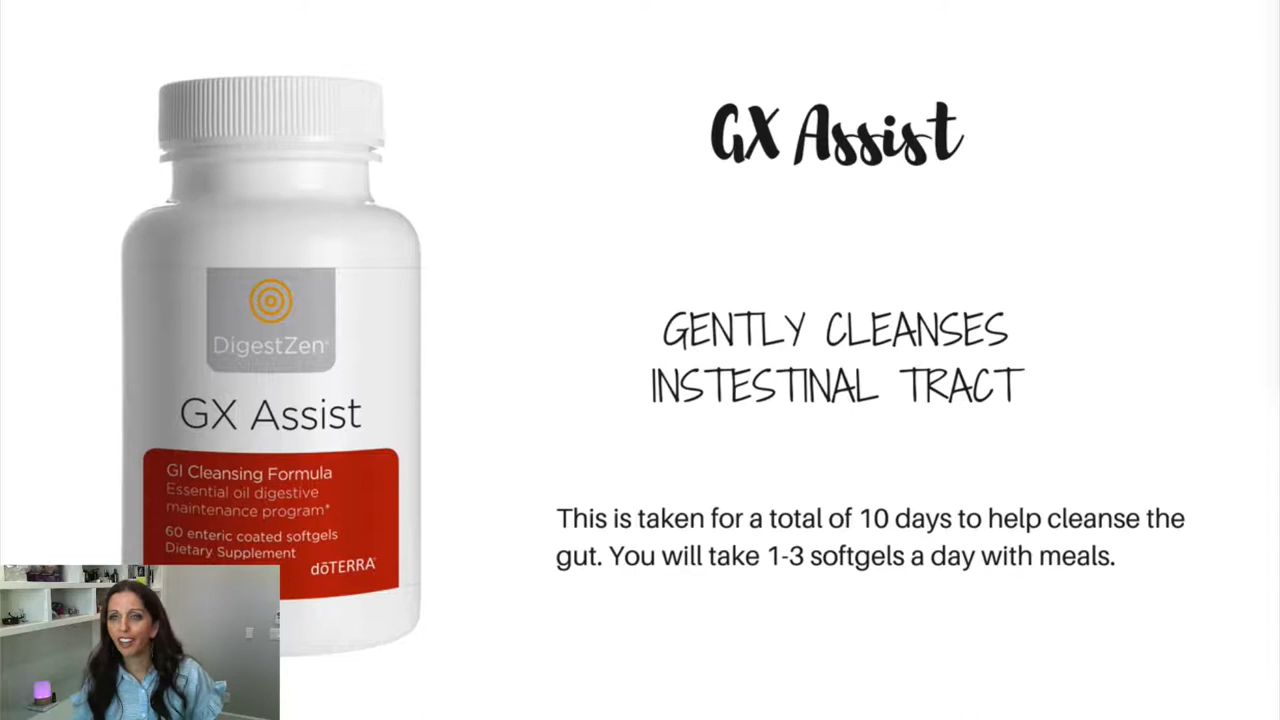 GX Assist
GENTLY CLEANSES
INSTESTINAL TRACT
This is taken for a total of 10 days to help cleanse the
gut. You will take 1-3 softgels a day with meals.
DigestZen®
GX Assist
GI Cleansing Formula
Essential oil digestive
maintenance program*
60 enteric coated softgels
Dietary Supplement
dōTERRA®